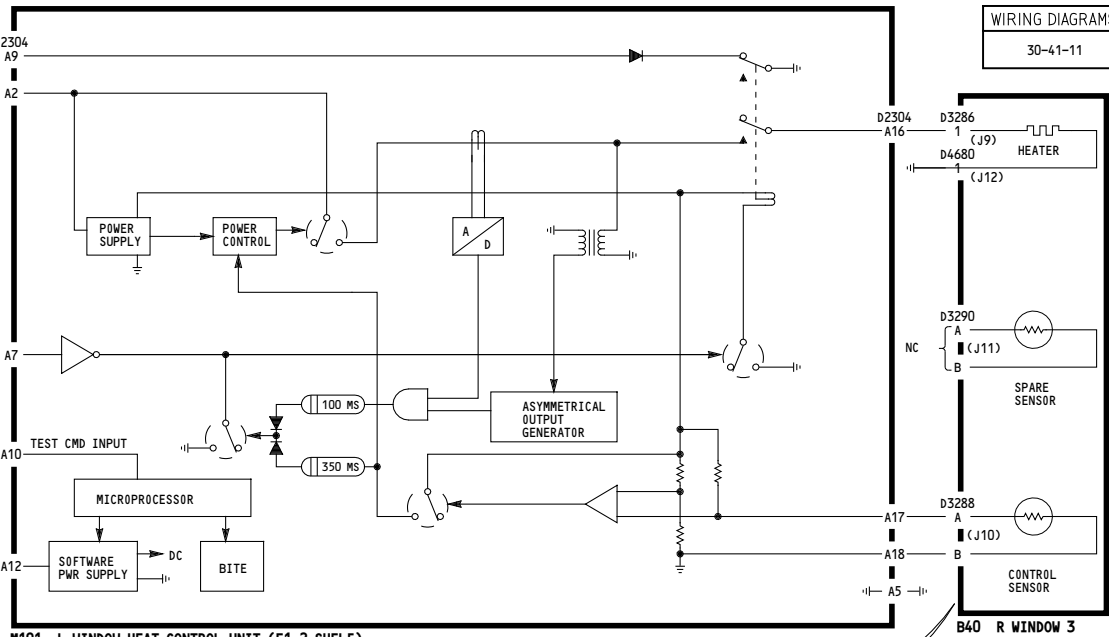 WIRING DIAGRAMS
30-41-11
2304
A9
A2
D2304
A16
D3286
1
(J9)
HEATER
D4680
1
(J12)
POWER
SUPPLY
POWER
CONTROL
A
D
A7
D3290
A
NC
(J11)
B
SPARE
SENSOR
100 MS
ASYMMETRICAL
OUTPUT
GENERATOR
A10
TEST CMD INPUT
350 MS
MICROPROCESSOR
D3288
A17
A
(J10)
A18
B
A12
SOFTWARE
PWR SUPPLY
DC
BITE
CONTROL
SENSOR
A5
B40 R WINDOW 3